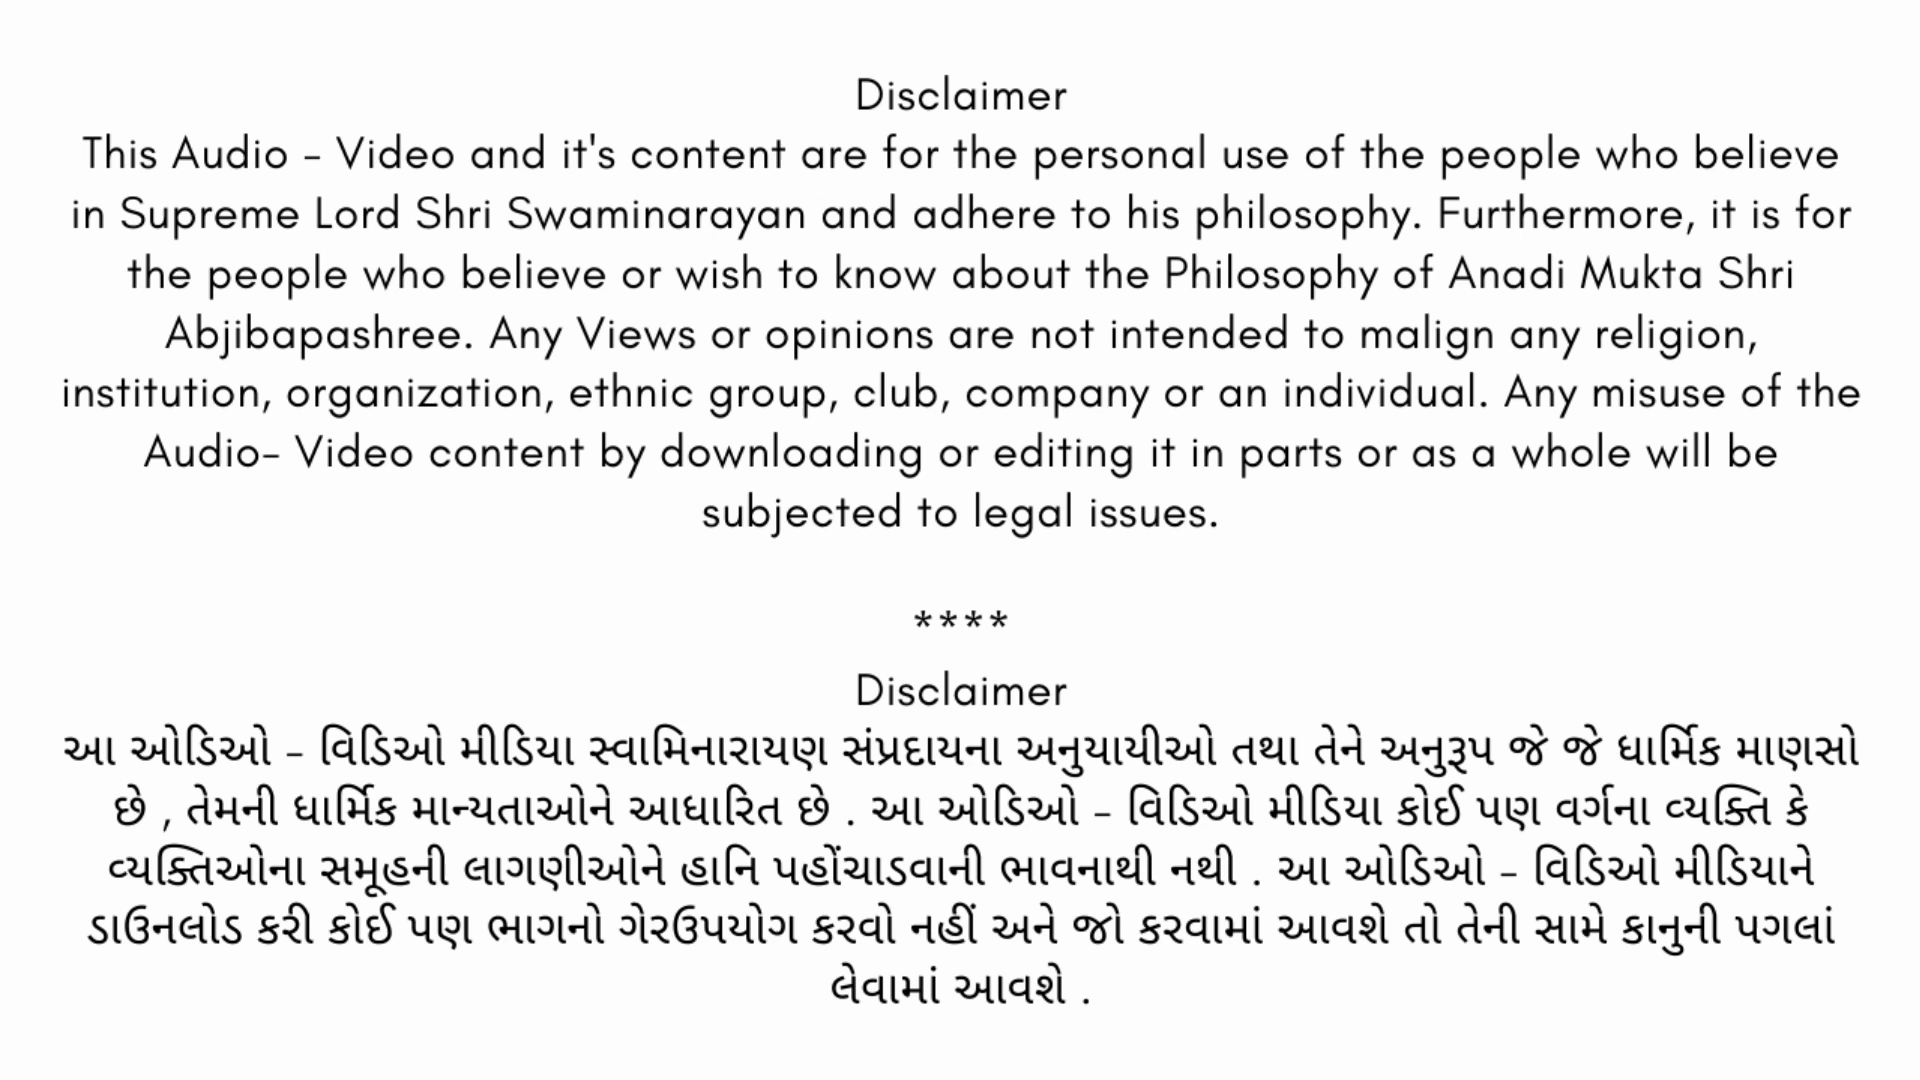 Disclaimer
This Audio - Video and it's content are for the personal use of the people who believe
in Supreme Lord Shri Swaminarayan and adhere to his philosophy. Furthermore, it is for
the people who believe or wish to know about the Philosophy of Anadi Mukta Shri
Abjibapashree. Any Views or opinions are not intended to malign any religion,
institution, organization, ethnic group, club, company or an individual. Any misuse of the
Audio- Video content by downloading or editing it in parts or as a whole will be
subjected to legal issues.
****
Disclaimer
આ ઓડિઓ - વિડિઓ મીડિયા સ્વામિનારાયણ સંપ્રદાયના અનુયાયીઓ તથા તેને અનુરૂપ જે જે ધાર્મિક માણસો
છે , તેમની ધાર્મિક માન્યતાઓને આધારિત છે . આ ઓડિઓ - વિડિઓ મીડિયા કોઈ પણ વર્ગના વ્યક્તિ કે
વ્યક્તિઓના સમૂહની લાગણીઓને હાનિ પહોંચાડવાની ભાવનાથી નથી . આ ઓડિઓ - વિડિઓ મીડિયાને
ડાઉનલોડ કરી કોઈ પણ ભાગનો ગેરઉપયોગ કરવો નહીં અને જો કરવામાં આવશે તો તેની સામે કાનુની પગલાં
લેવામાં આવશે .